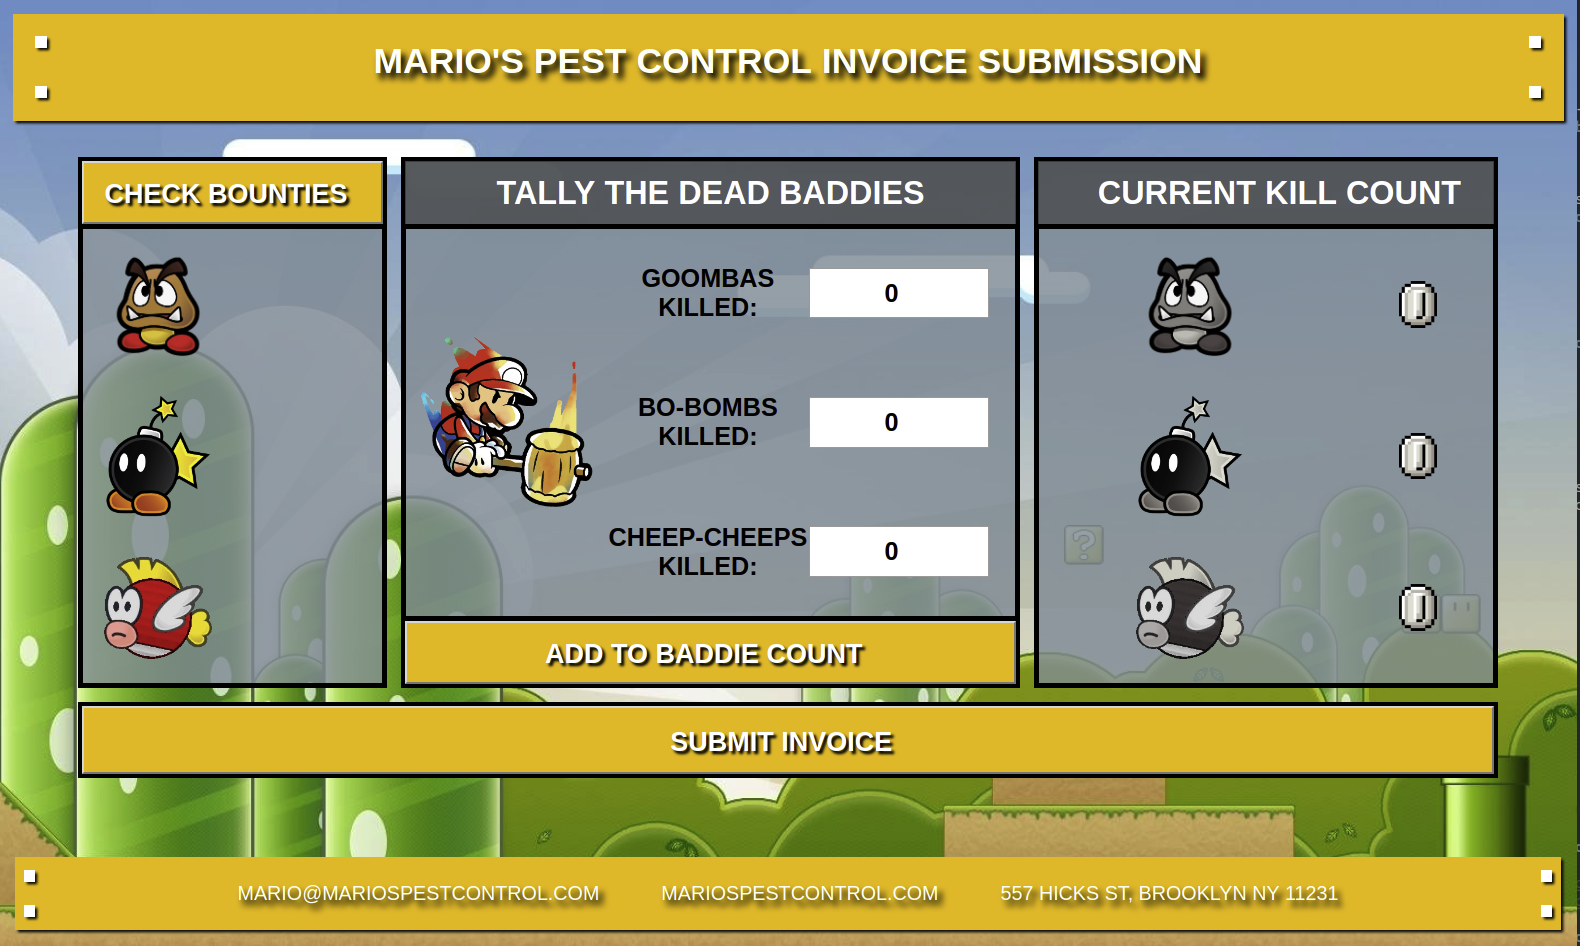 MARIO'S PEST CONTROL INVOICE SUBMISSION
CHECK BOUNTIES
TALLY THE DEAD BADDIES
GOOMBAS
KILLED:
0
BO-BOMBS
KILLED:
0
CHEEP-CHEEPS
KILLED:
0
ADD TO BADDIE COUNT
CURRENT KILL COUNT
?
SUBMIT INVOICE
MARIO@MARIOSPESTCONTROL.COM
MARIOSPESTCONTROL.COM
557 HICKS ST, BROOKLYN NY 11231